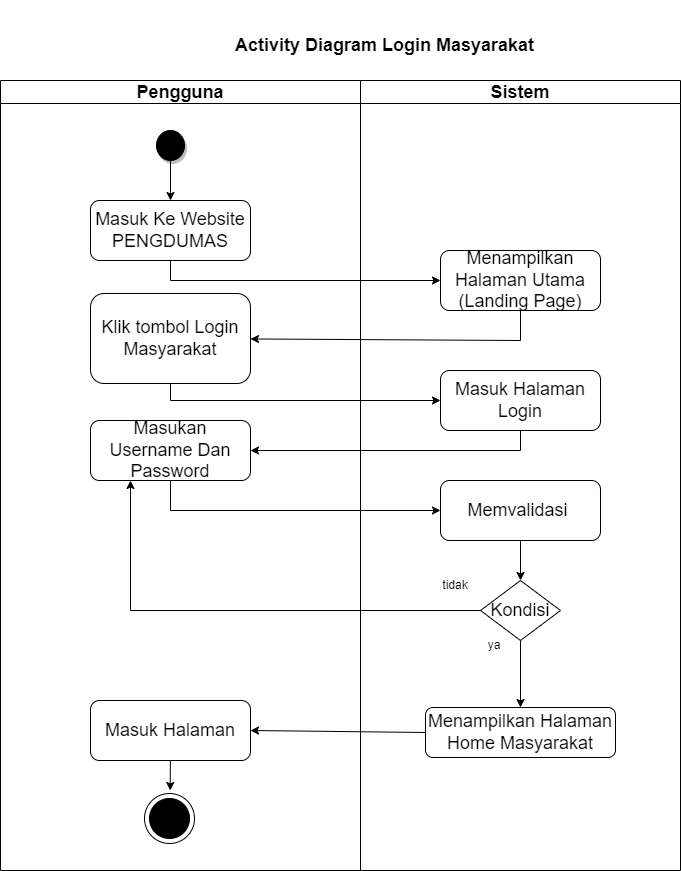 Activity Diagram Login Masyarakat
Pengguna
Sistem
Masuk Ke Website
PENGDUMAS
Menampilkan
Halaman Utama
(Landing Page)
Klik tombol Login
Masyarakat
Masuk Halaman
Login
Masukan
Username Dan
Password
Memvalidasi
tidak
Kondisi
ya
Menampilkan Halaman
Home Masyarakat
Masuk Halaman